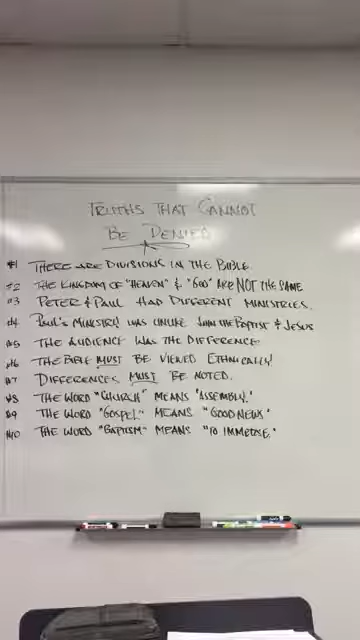 TRUTHS THAT CANNOT
BE DENIED
#1 THERE ARE DIVISIONS IN THE BIBLE.
#2 THE KINGDOM OF "HEAVEN" & "GOD" ARE NOT THE SAME
#3 PETER & PAUL HAD DIFFERENT MINISTRIES.
#4 PAUL'S MINISTRY WAS UNLIKE JOHN THE BAPTIST & JESUS
#5 THE AUDIENCE WAS THE DIFFERENCE
#6 THE BIBLE MUST BE VIEWED ETHNICALLY!
#7 DIFFERENCES MUST BE NOTED.
#8 THE WORD "CHURCH" MEANS "ASSEMBLY."
#9 THE WORD "GOSPEL" MEANS "GOOD NEWS."
#10 THE WORD "BAPTISM" MEANS "TO IMMERSE."